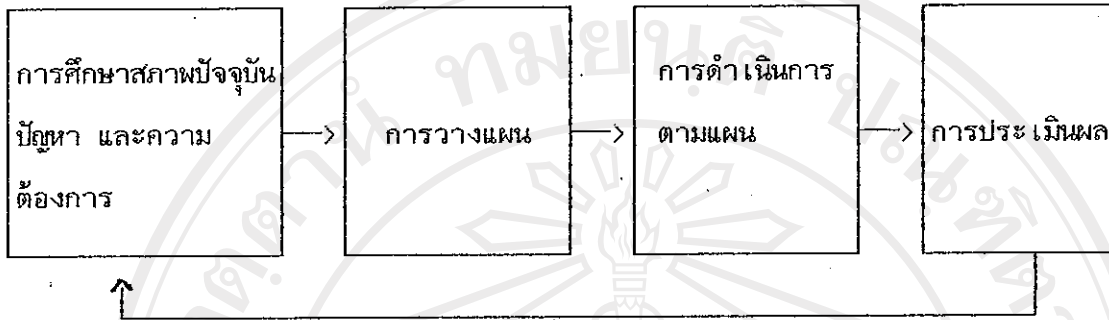 การศึกษาสภาพปัจจุบัน
ปัญหา และความ
ต้องการ
การวางแผน
การดำเนินการ
ตามแผน
การประเมินผล